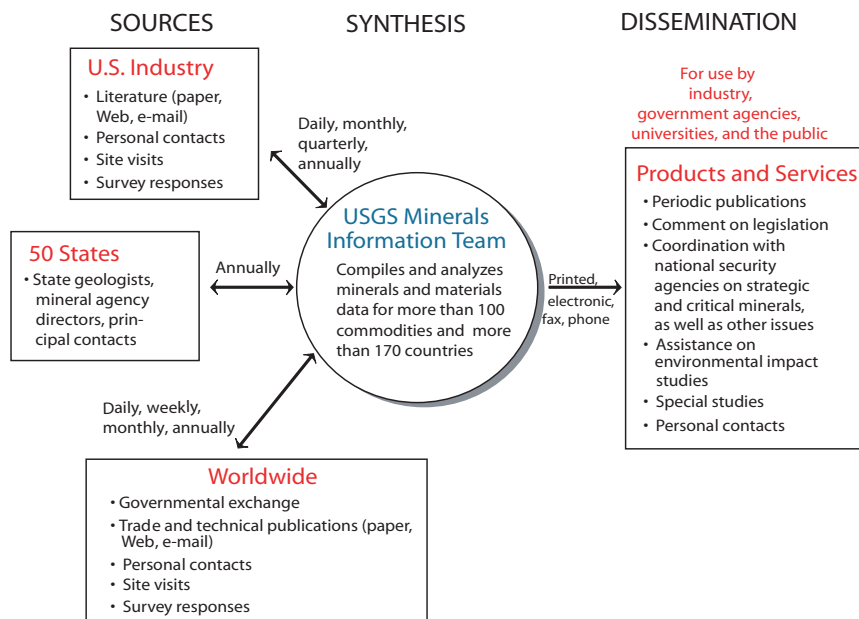 SOURCES
SYNTHESIS
DISSEMINATION
U.S. Industry
• Literature (paper,
Web, e-mail)
• Personal contacts
• Site visits
• Survey responses
Daily, monthly,
quarterly,
annually
50 States
• State geologists,
mineral agency
directors, prin-
cipal contacts
Annually
USGS Minerals
Information Team
Compiles and analyzes
minerals and materials
data for more than 100
commodities and more
than 170 countries
Daily, weekly,
monthly, annually
Worldwide
• Governmental exchange
• Trade and technical publications (paper,
Web, e-mail)
• Personal contacts
• Site visits
• Survey responses
Printed,
electronic,
fax, phone
For use by
industry,
government agencies,
universities, and the public
Products and Services
• Periodic publications
• Comment on legislation
• Coordination with
national security
agencies on strategic
and critical minerals,
as well as other issues
• Assistance on
environmental impact
studies
• Special studies
• Personal contacts